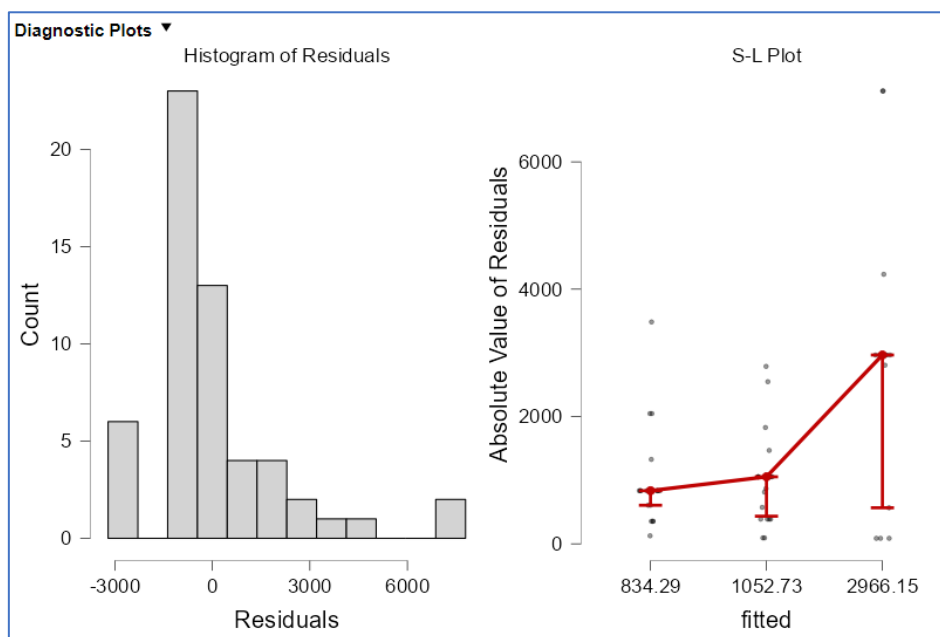 Diagnostic Plots ▼
Histogram of Residuals
20
15
10
5
0
Count
-3000 0 3000 6000
Residuals
S-L Plot
6000
4000
2000
0
Absolute Value of Residuals
834.29 1052.73 2966.15
fitted